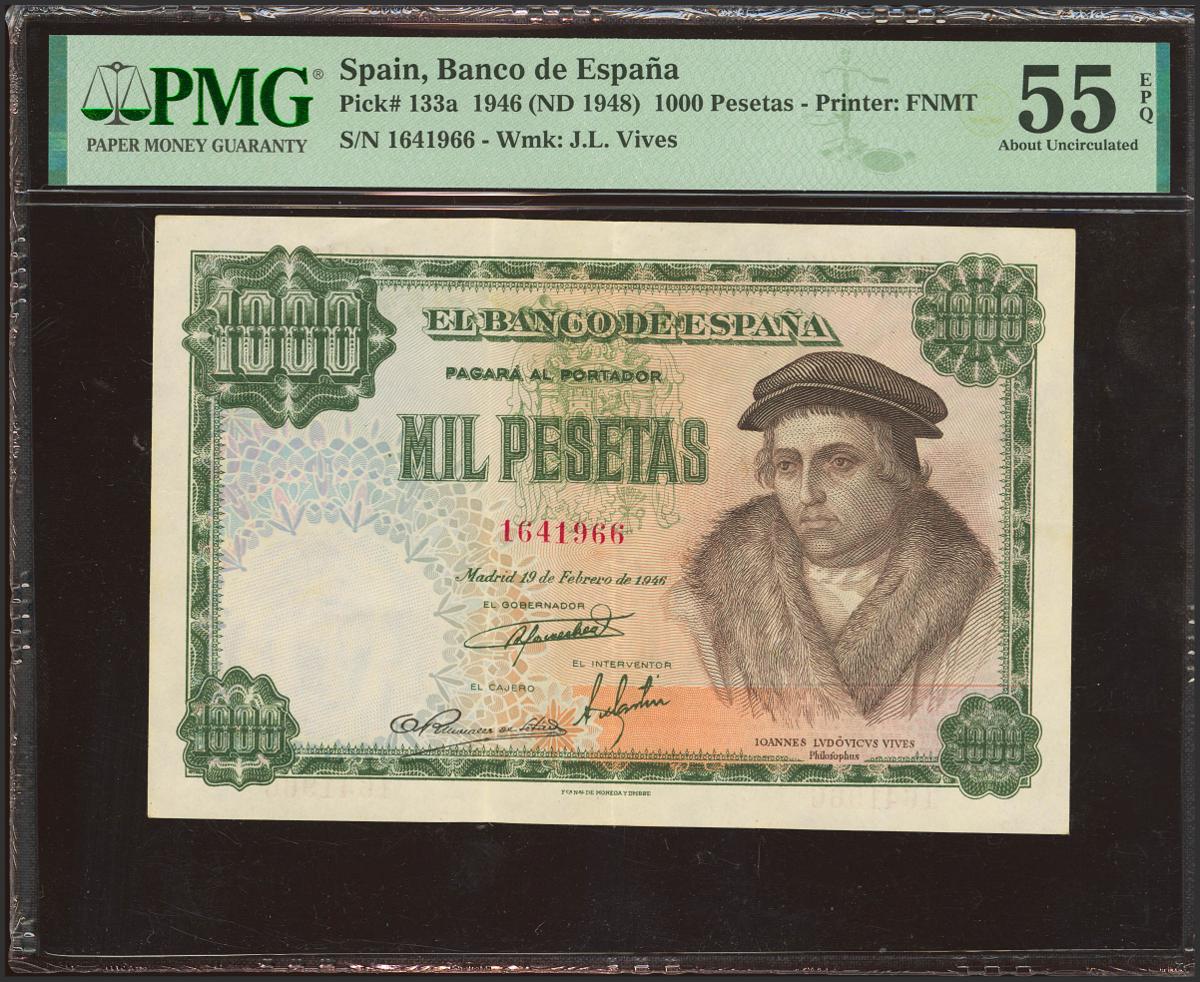 PMG®
PAPER MONEY GUARANTY
Spain, Banco de España
Pick# 133a 1946 (ND 1948) 1000 Pesetas - Printer: FNMT
S/N 1641966 - Wmk: J.L. Vives
55
EPQ
About Uncirculated
1000
1000
EL BANCO DE ESPAÑA
PAGARÁ AL PORTADOR
MIL PESETAS
1641966
Madrid 19 de Febrero de 1946
EL GOBERNADOR
EL INTERVENTOR
EL CAJERO
IOANNES LVDÔVICVS VIVES
Philosophus
1000
1000